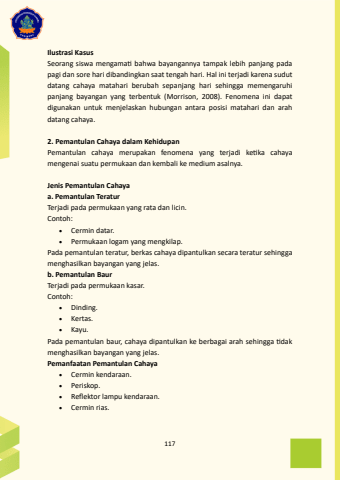 Ilustrasi Kasus
Seorang siswa mengamati bahwa bayangannya tampak lebih panjang pada
pagi dan sore hari dibandingkan saat tengah hari. Hal ini terjadi karena sudut
datang cahaya matahari berubah sepanjang hari sehingga memengaruhi
panjang bayangan yang terbentuk (Morrison, 2008). Fenomena ini dapat
digunakan untuk menjelaskan hubungan antara posisi matahari dan arah
datang cahaya.
2. Pemantulan Cahaya dalam Kehidupan
Pemantulan cahaya merupakan fenomena yang terjadi ketika cahaya
mengenai suatu permukaan dan kembali ke medium asalnya.
Jenis Pemantulan Cahaya
a. Pemantulan Teratur
Terjadi pada permukaan yang rata dan licin.
Contoh:
• Cermin datar.
• Permukaan logam yang mengkilap.
Pada pemantulan teratur, berkas cahaya dipantulkan secara teratur sehingga
menghasilkan bayangan yang jelas.
b. Pemantulan Baur
Terjadi pada permukaan kasar.
Contoh:
• Dinding.
• Kertas.
• Kayu.
Pada pemantulan baur, cahaya dipantulkan ke berbagai arah sehingga tidak
menghasilkan bayangan yang jelas.
Pemanfaatan Pemantulan Cahaya
• Cermin kendaraan.
• Periskop.
• Reflektor lampu kendaraan.
• Cermin rias.
117